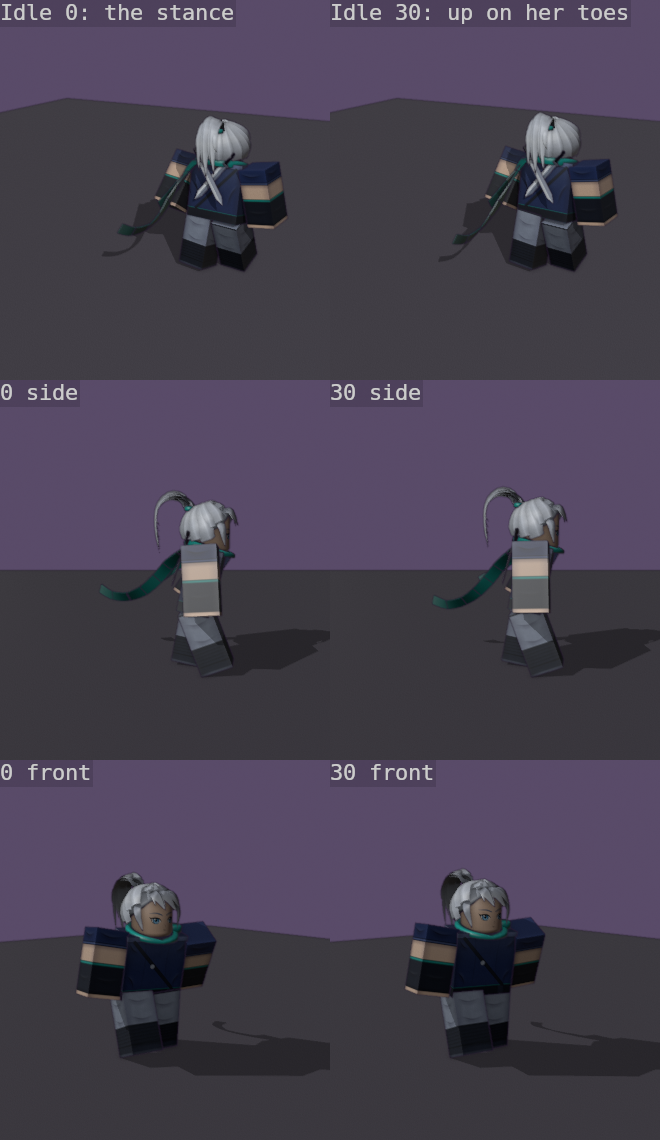 Idle 0: the stance
Idle 30: up on her toes
0 side
30 side
0 front
30 front